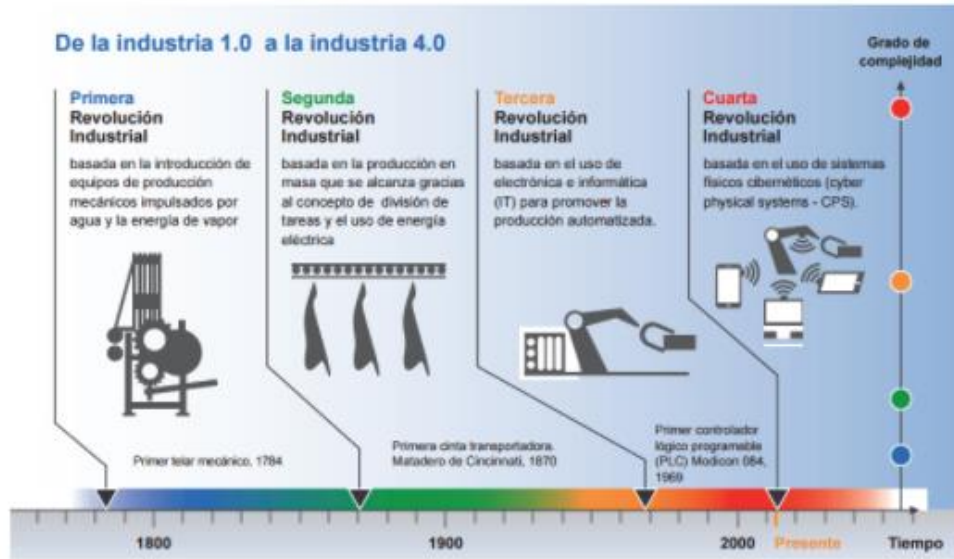 De la industria 1.0 a la industria 4.0
Grado de
complejidad
Primera
Revolución
Industrial
basada en la introducción de
equipos de producción
mecánicos impulsados por
agua y la energía de vapor
Segunda
Revolución
Industrial
basada en la producción en
masa que se alcanza gracias
al concepto de división de
tareas y el uso de energía
eléctrica
Tercera
Revolución
Industrial
basada en el uso de
electrónica e informática
(IT) para promover la
producción automatizada.
Cuarta
Revolución
Industrial
basada en el uso de sistemas
físicos cibernéticos (cyber
physical systems - CPS).
Primer telar mecánico, 1784
Primera cinta transportadora.
Matadero de Cincinnati, 1870
Primer controlador
lógico programable
(PLC) Modicon 084,
1969
1800
1900
2000
Presente
Tiempo